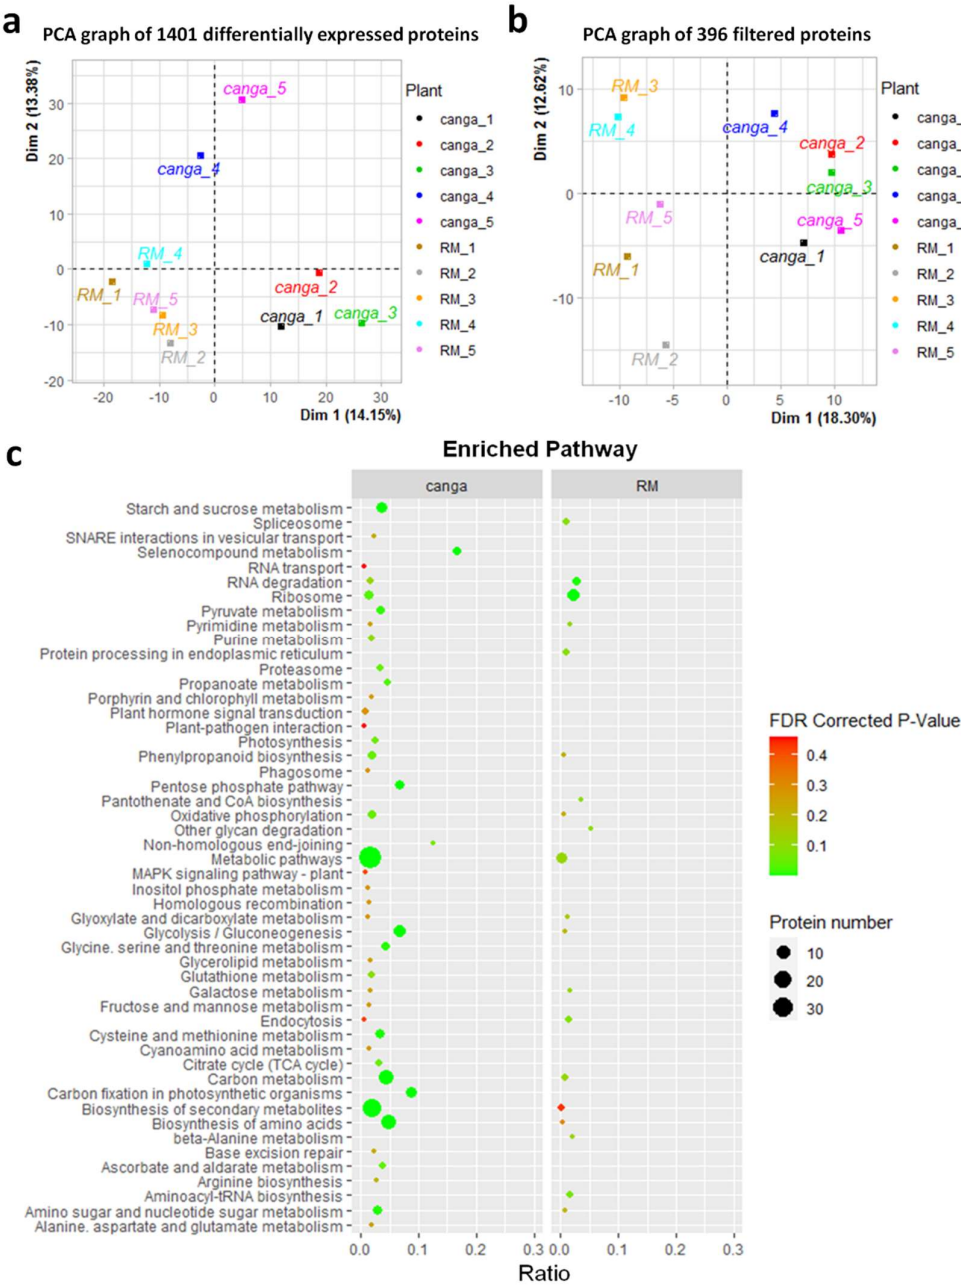 a
PCA graph of 1401 differentially expressed proteins
Dim 2 (13.38%)
30
20
10
0
-10
-20
canga_5
canga_4
RM_4
RM_1
RM_5
RM_3
RM_2
canga_2
canga_1
canga_3
-20
-10
0
10
20
30
Dim 1 (14.15%)
Plant
canga_1
canga_2
canga_3
canga_4
canga_5
RM_1
RM_2
RM_3
RM_4
RM_5
b
PCA graph of 396 filtered proteins
Dim 2 (12.62%)
10
0
-10
RM_3
RM_4
canga_4
canga_2
canga_3
RM_5
canga_5
canga_1
RM_1
RM_2
-10
-5
0
5
10
Dim 1 (18.30%)
Plant
canga_
canga_
canga_
canga_
canga_
RM_1
RM_2
RM_3
RM_4
RM_5
c
Enriched Pathway
canga
RM
Starch and sucrose metabolism
Spliceosome
SNARE interactions in vesicular transport
Selenocompound metabolism
RNA transport
RNA degradation
Ribosome
Pyruvate metabolism
Pyrimidine metabolism
Purine metabolism
Protein processing in endoplasmic reticulum
Proteasome
Propanoate metabolism
Porphyrin and chlorophyll metabolism
Plant hormone signal transduction
Plant-pathogen interaction
Photosynthesis
Phenylpropanoid biosynthesis
Phagosome
Pentose phosphate pathway
Pantothenate and CoA biosynthesis
Oxidative phosphorylation
Other glycan degradation
Non-homologous end-joining
Metabolic pathways
MAPK signaling pathway - plant
Inositol phosphate metabolism
Homologous recombination
Glyoxylate and dicarboxylate metabolism
Glycolysis / Gluconeogenesis
Glycine. serine and threonine metabolism
Glycerolipid metabolism
Glutathione metabolism
Galactose metabolism
Fructose and mannose metabolism
Endocytosis
Cysteine and methionine metabolism
Cyanoamino acid metabolism
Citrate cycle (TCA cycle)
Carbon metabolism
Carbon fixation in photosynthetic organisms
Biosynthesis of secondary metabolites
Biosynthesis of amino acids
beta-Alanine metabolism
Base excision repair
Ascorbate and aldarate metabolism
Arginine biosynthesis
Aminoacyl-tRNA biosynthesis
Amino sugar and nucleotide sugar metabolism
Alanine. aspartate and glutamate metabolism
0.0
0.1
0.2
0.3
0.0
0.1
0.2
0.3
Ratio
FDR Corrected P-Value
0.4
0.3
0.2
0.1
Protein number
10
20
30